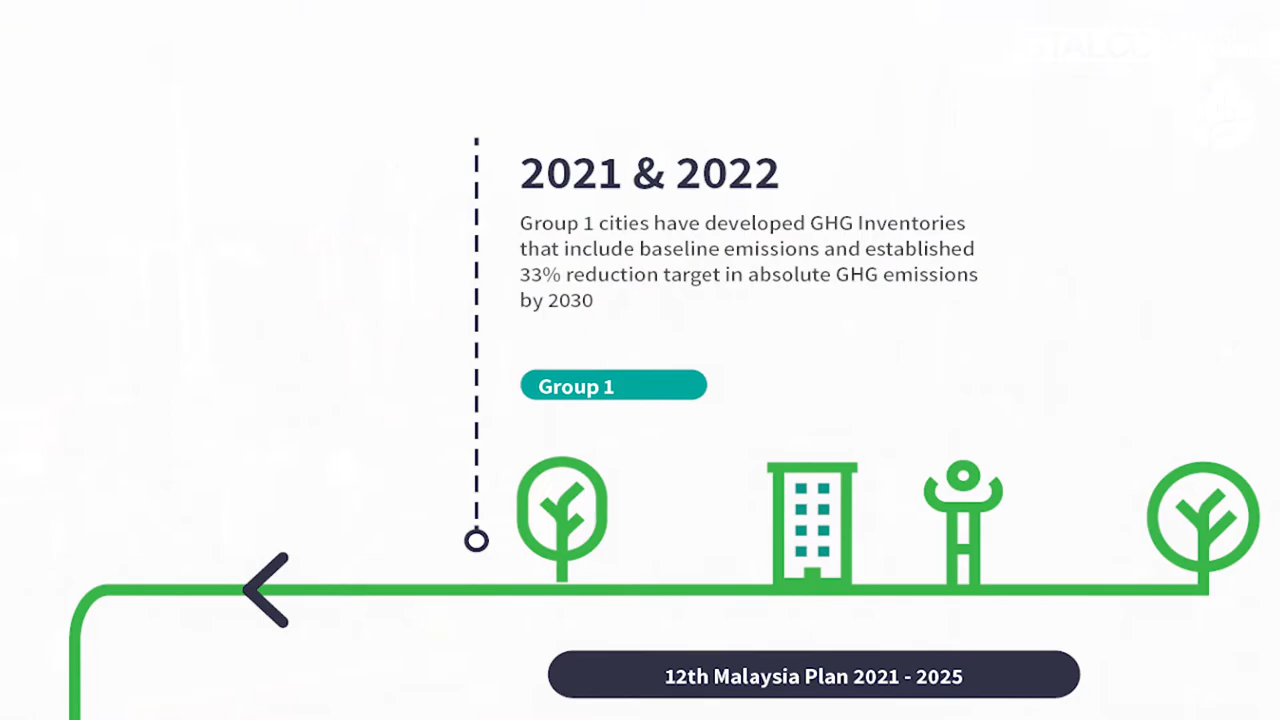 2021 & 2022
Group 1 cities have developed GHG Inventories
that include baseline emissions and established
33% reduction target in absolute GHG emissions
by 2030
Group 1
12th Malaysia Plan 2021 - 2025